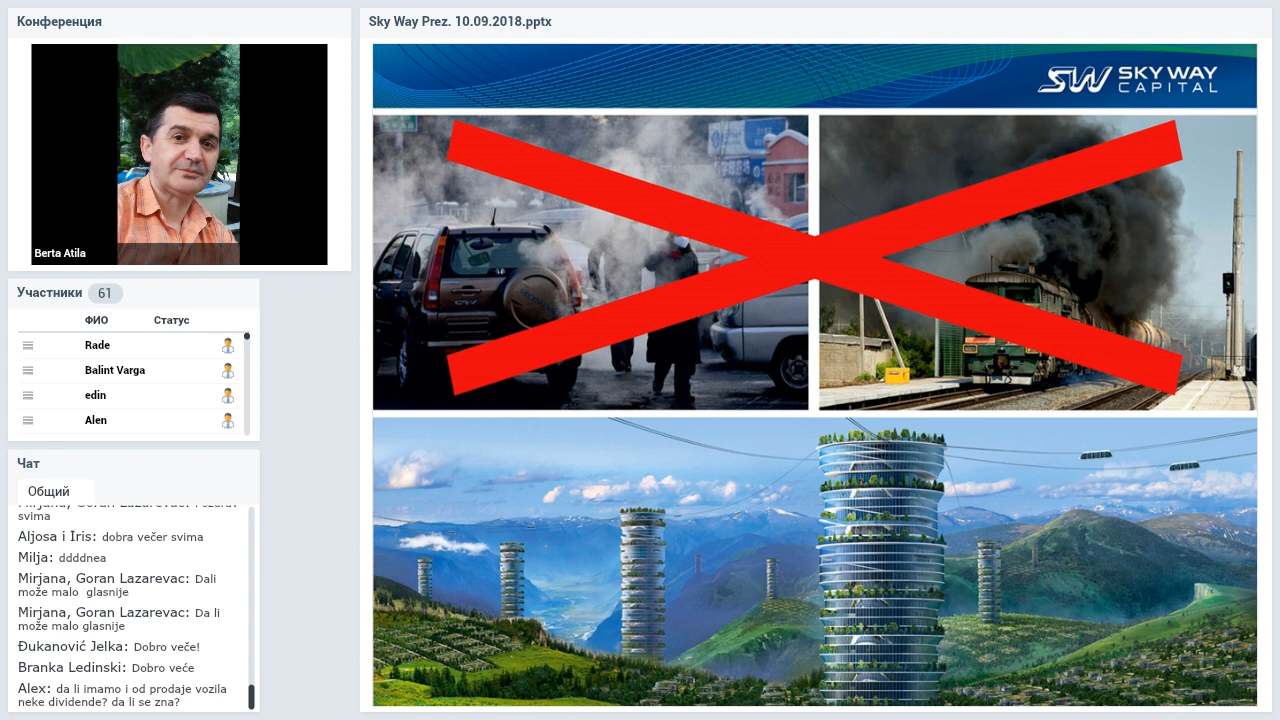 Конференция
Berta Atila
Участники 61
ФИО Статус
Rade
Balint Varga
edin
Alen
Чат
Общий
svima
Aljosa i Iris: dobra večer svima
Milja: ddddnea
Mirjana, Goran Lazarevac: Dali
može malo glasnije
Mirjana, Goran Lazarevac: Da li
može malo glasnije
Đukanović Jelka: Dobro veče!
Branka Ledinski: Dobro veče
Alex: da li imamo i od prodaje vozila
neke dividende? da li se zna?
Sky Way Prez. 10.09.2018.pptx
SW SKY WAY
CAPITAL
CRV